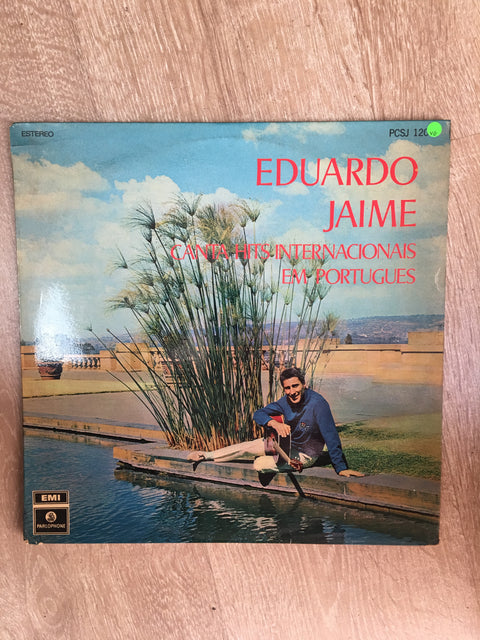 ESTEREO
PCSJ 120
EDUARDO
JAIME
CANTA-HITS-INTERNACIONAIS
EM PORTUGUES
EMI
PARLOPHONE